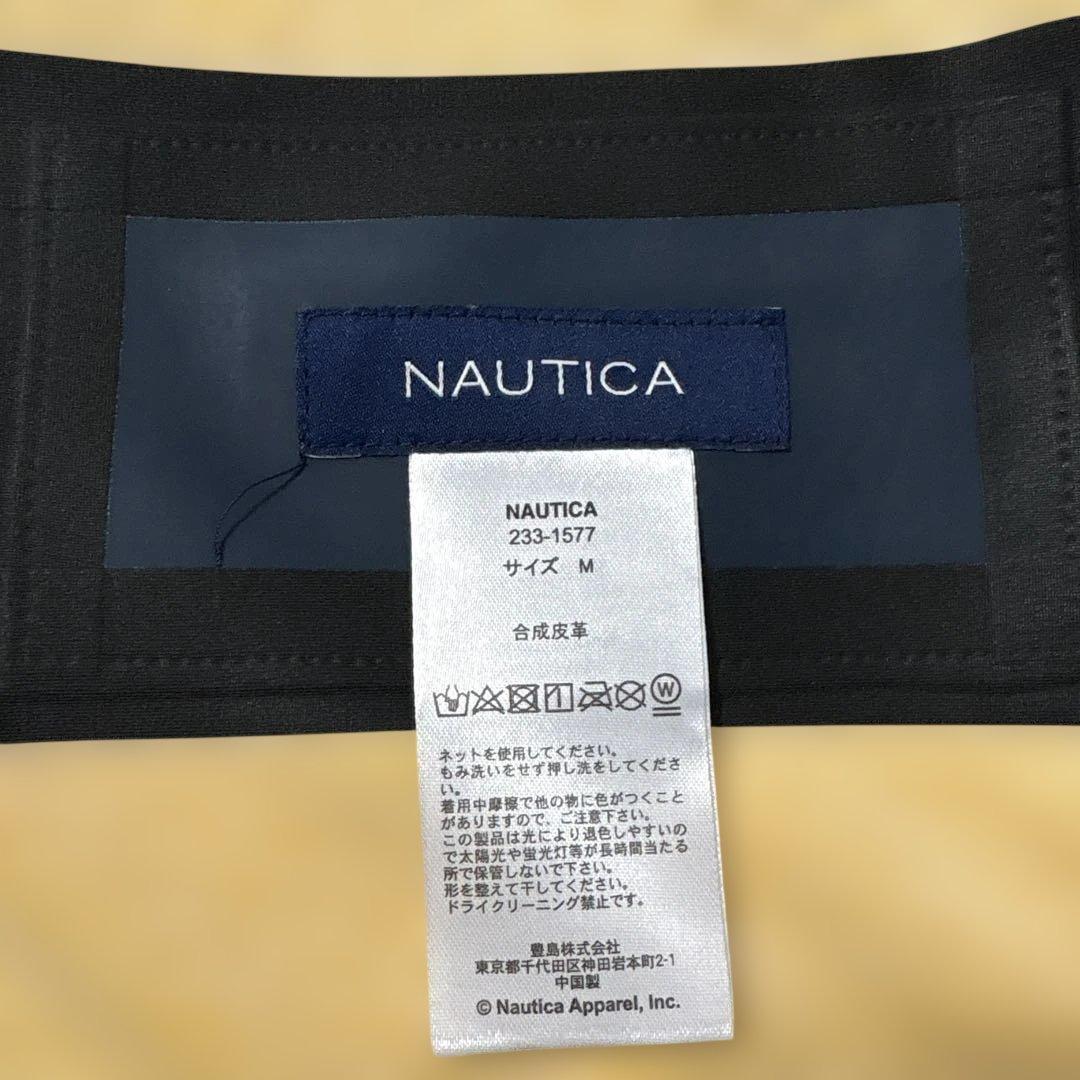 NAUTICA
NAUTICA
233-1577
サイズ M
合成皮革
W
ネットを使用してください。
もみ洗いをせず押し洗をしてくださ
い。
着用中摩擦で他の物に色がつくこと
がありますので、ご注意下さい。
この製品は光により退色しやすいの
で太陽光や蛍光灯等が長時間当たる
所で保管しないで下さい。
形を整えて干してください。
ドライクリーニング禁止です。
豊島株式会社
東京都千代田区神田岩本町2-1
中国製
© Nautica Apparel, Inc.